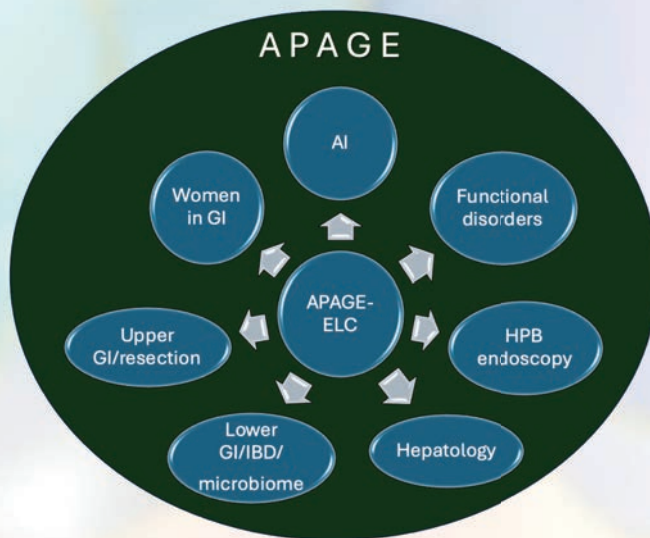 APAGE
AI
Women
in GI
Functional
disorders
APAGE-
ELC
Upper
GI/resection
HPB
endoscopy
Lower
GI/IBD/
microbiome
Hepatology